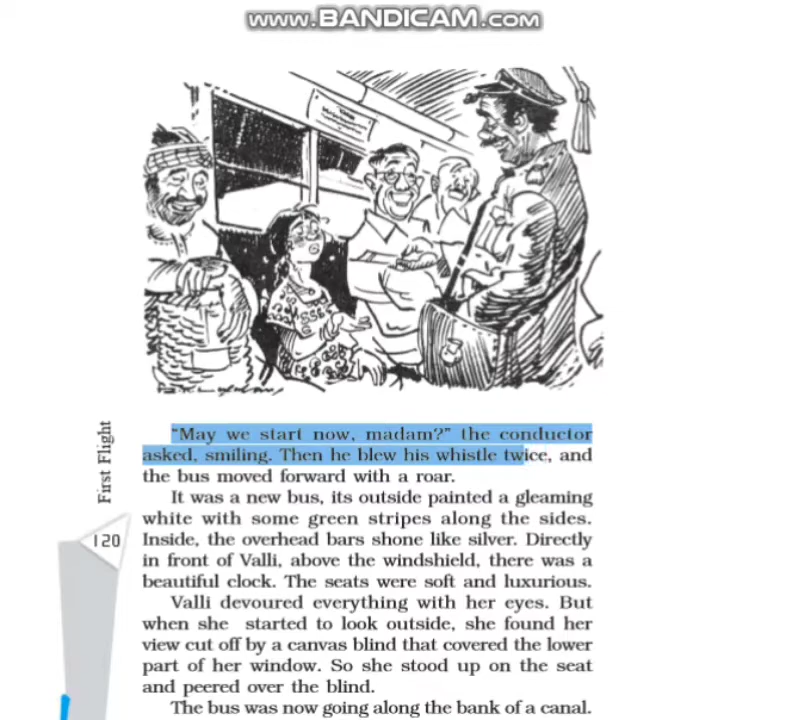 www.BANDICAM.com
"May we start now, madam?" the conductor
asked, smiling. Then he blew his whistle twice, and
the bus moved forward with a roar.
It was a new bus, its outside painted a gleaming
white with some green stripes along the sides.
Inside, the overhead bars shone like silver. Directly
in front of Valli, above the windshield, there was a
beautiful clock. The seats were soft and luxurious.
Valli devoured everything with her eyes. But
when she started to look outside, she found her
view cut off by a canvas blind that covered the lower
part of her window. So she stood up on the seat
and peered over the blind.
The bus was now going along the bank of a canal.
First Flight
120